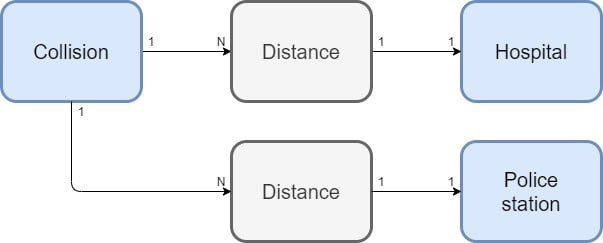 Collision
1
N
Distance
1
1
Hospital
1
N
Distance
1
1
Police
station